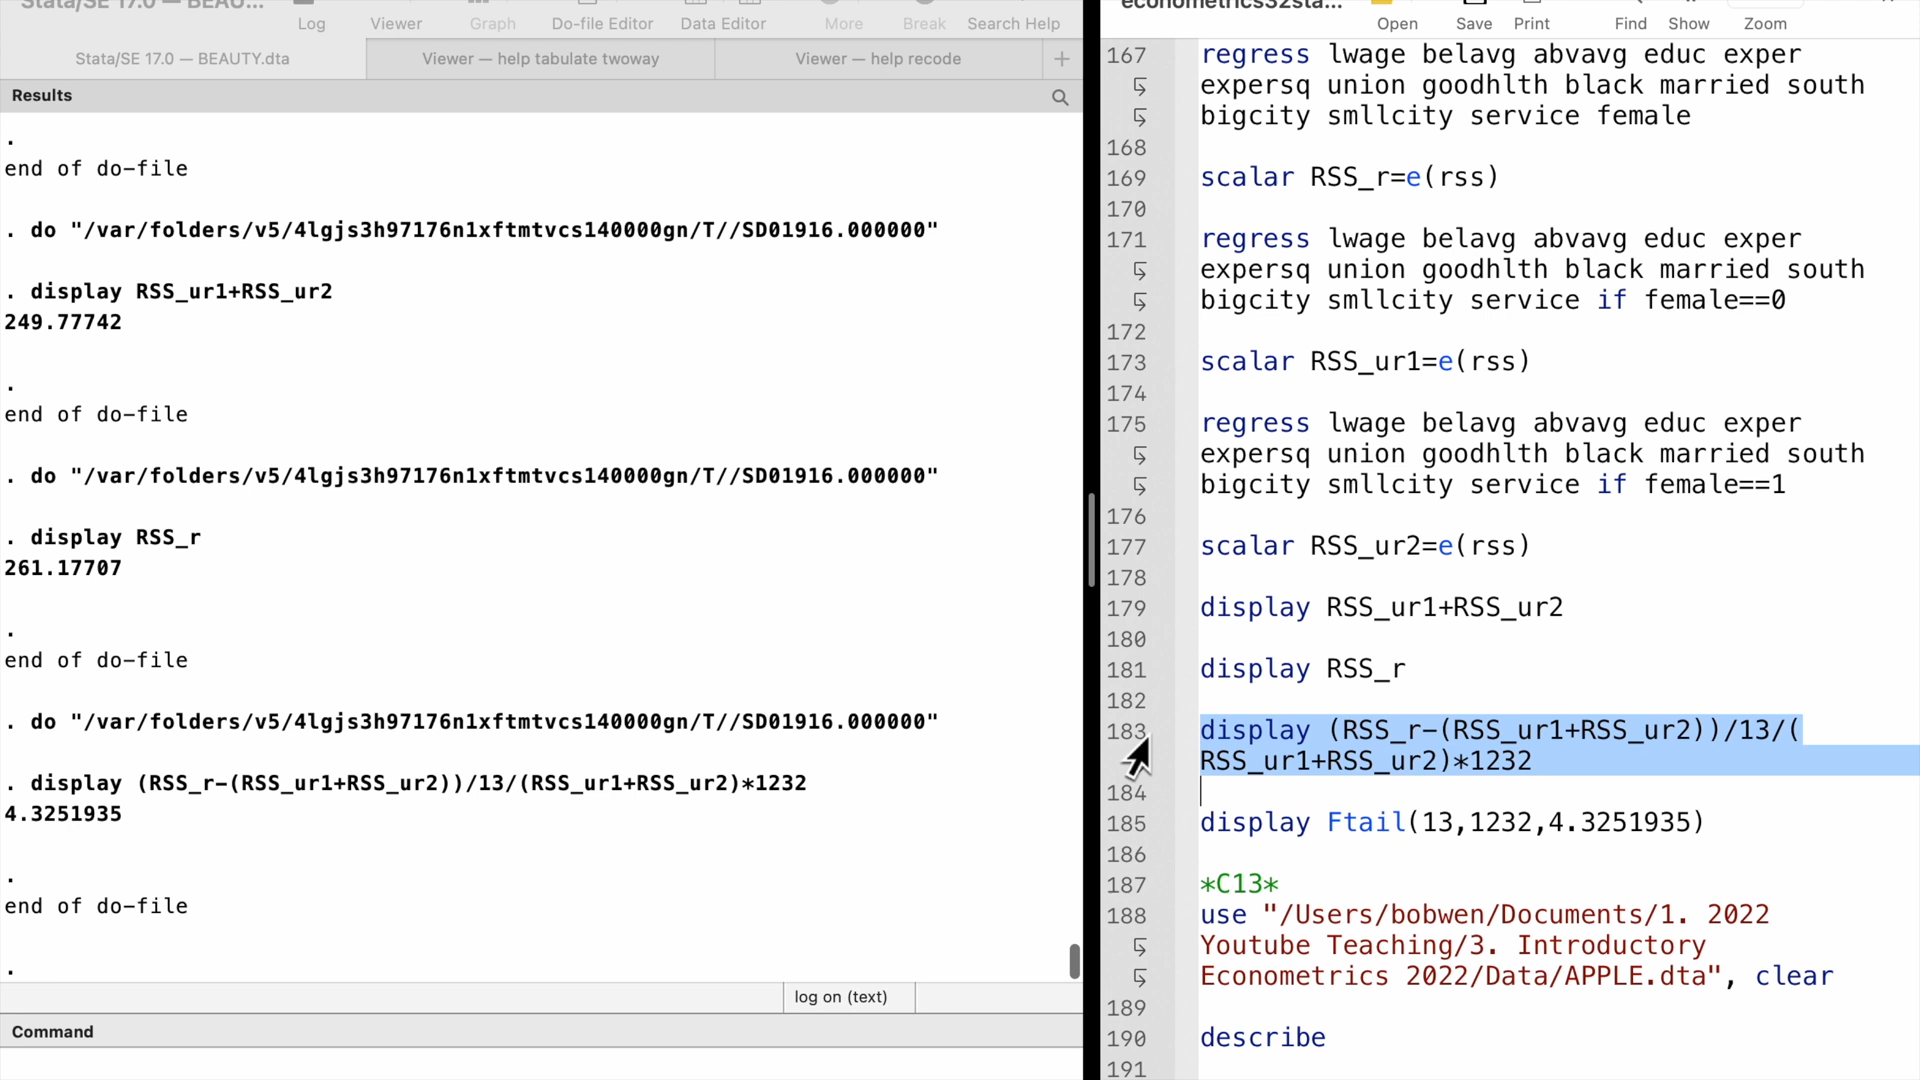 Stata/SE 17.0 — BEAU...
Log
Viewer
Graph
Do-file Editor
Data Editor
More
Break
Search Help
Stata/SE 17.0 — BEAUTY.dta
Viewer — help tabulate twoway
Viewer — help recode
+
Results
.
end of do-file
. do "/var/folders/v5/4lgjs3h97176n1xftmtvcs140000gn/T//SD01916.000000"
. display RSS_ur1+RSS_ur2
249.77742
.
end of do-file
. do "/var/folders/v5/4lgjs3h97176n1xftmtvcs140000gn/T//SD01916.000000"
. display RSS_r
261.17707
.
end of do-file
. do "/var/folders/v5/4lgjs3h97176n1xftmtvcs140000gn/T//SD01916.000000"
. display (RSS_r-(RSS_ur1+RSS_ur2))/13/(RSS_ur1+RSS_ur2)*1232
4.3251935
.
end of do-file
.
log on (text)
Command
econometrics32sta...
Open
Save
Print
Find
Show
Zoom
167 regress lwage belavg abvavg educ exper
expersq union goodhlth black married south
bigcity smllcity service female
168
169 scalar RSS_r=e(rss)
170
171 regress lwage belavg abvavg educ exper
expersq union goodhlth black married south
bigcity smllcity service if female==0
172
173 scalar RSS_ur1=e(rss)
174
175 regress lwage belavg abvavg educ exper
expersq union goodhlth black married south
bigcity smllcity service if female==1
176
177 scalar RSS_ur2=e(rss)
178
179 display RSS_ur1+RSS_ur2
180
181 display RSS_r
182
183 display (RSS_r-(RSS_ur1+RSS_ur2))/13/(
RSS_ur1+RSS_ur2)*1232
184
185 display Ftail(13,1232,4.3251935)
186
187 *C13*
188 use "/Users/bobwen/Documents/1. 2022
Youtube Teaching/3. Introductory
Econometrics 2022/Data/APPLE.dta", clear
189
190 describe
191